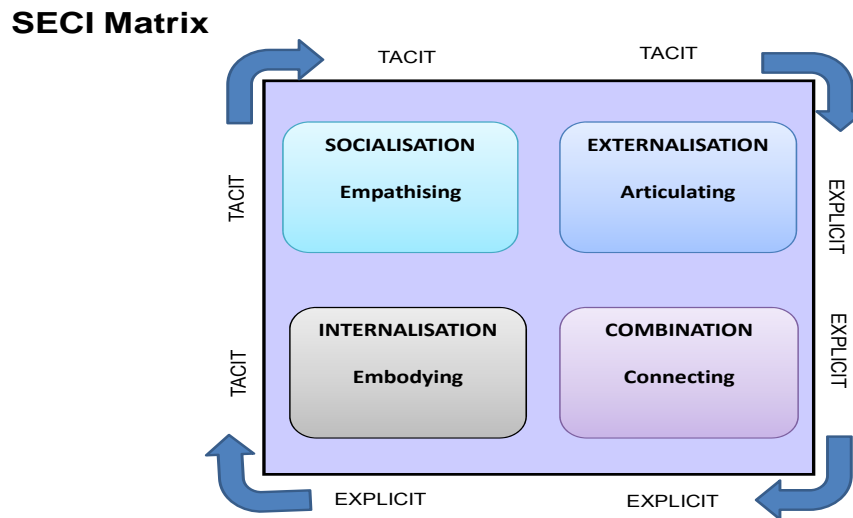 SECI Matrix
TACIT
TACIT
TACIT
SOCIALISATION
Empathising
EXTERNALISATION
Articulating
EXPLICIT
TACIT
INTERNALISATION
Embodying
COMBINATION
Connecting
EXPLICIT
EXPLICIT
EXPLICIT